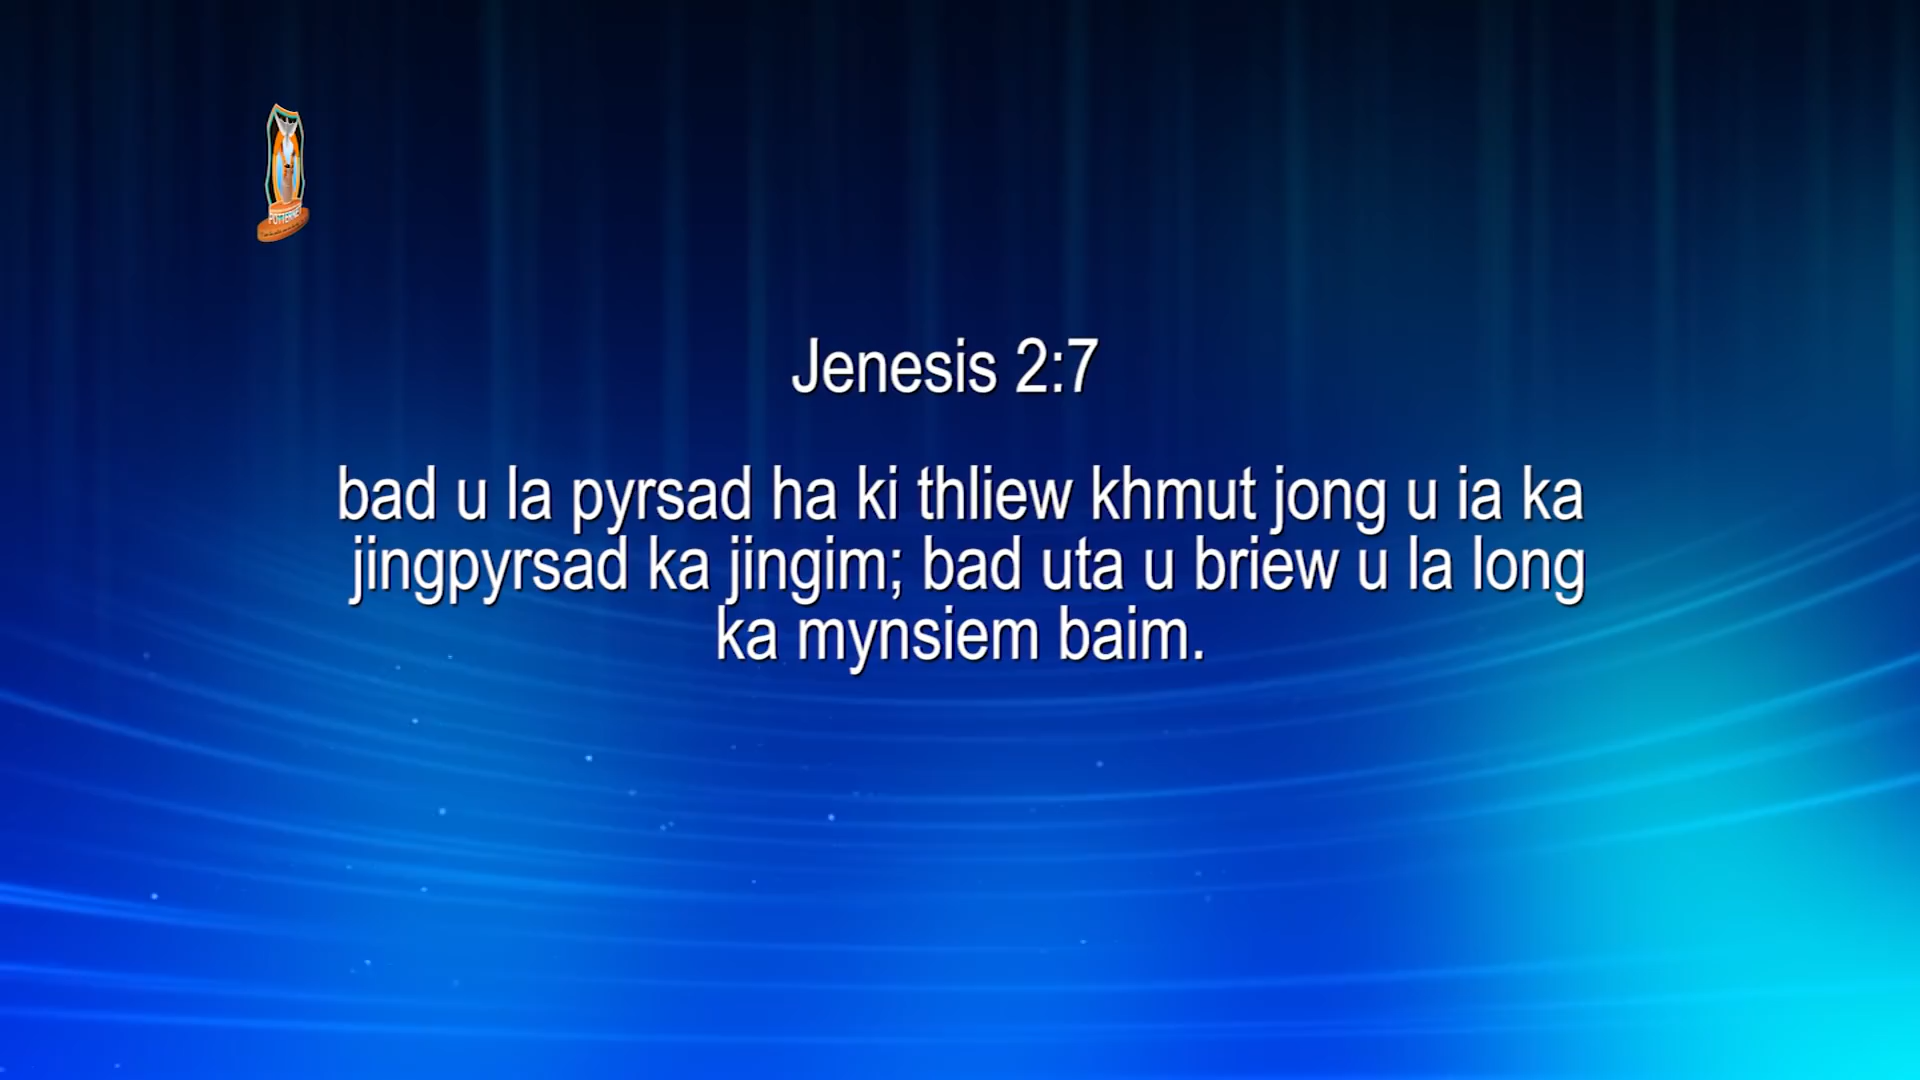 POTTERNET
Jenesis 2:7
bad u la pyrsad ha ki thliew khmut jong u ia ka
jingpyrsad ka jingim; bad uta u briew u la long
ka mynsiem baim.